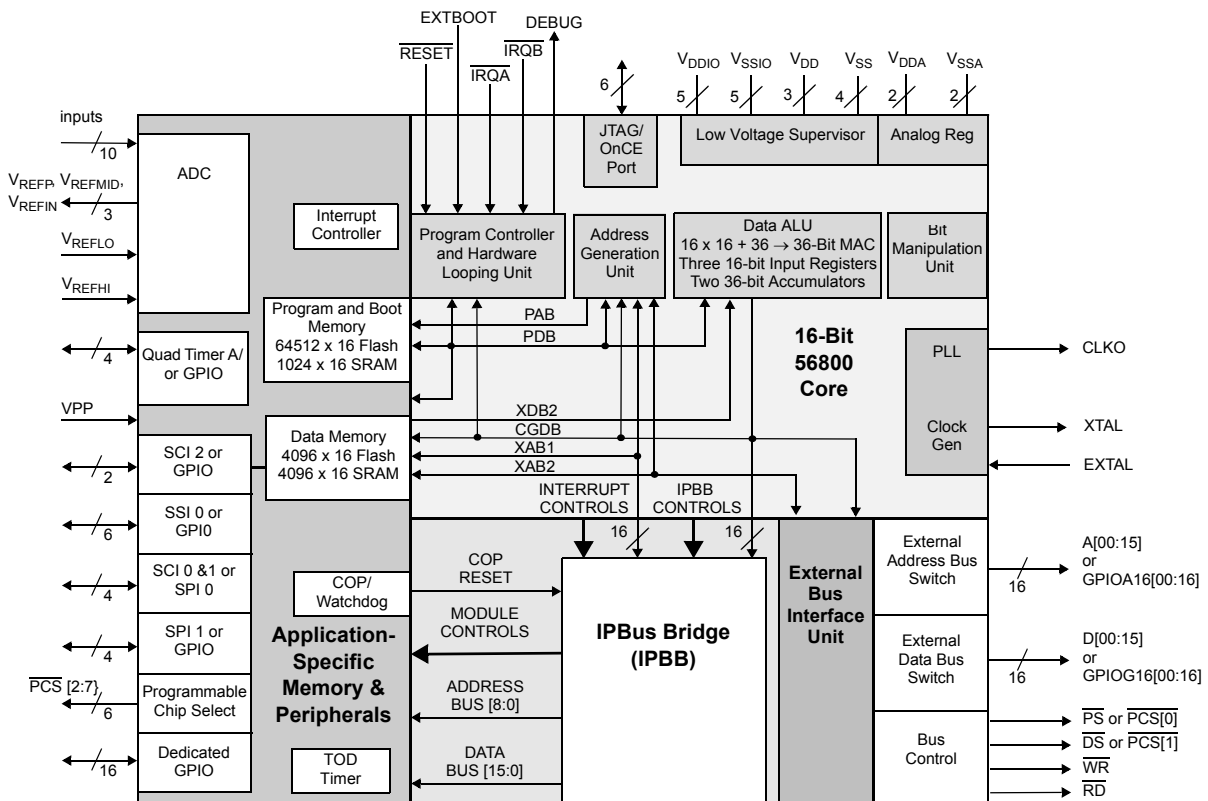 EXTBOOT
DEBUG
RESET
IRQB
IRQA
6
VDDIO
VSSIO
VDD
VSS
VDDA
VSSA
5
5
3
4
2
2
inputs
10
VREFP, VREFMID,
VREFIN
3
VREFLO
VREFHI
4
VPP
2
6
4
4
PCS [2:7]
6
16
ADC
Quad Timer A/
or GPIO
SCI 2 or
GPIO
SSI 0 or
GPI0
SCI 0 &1 or
SPI 0
SPI 1 or
GPIO
Programmable
Chip Select
Dedicated
GPIO
Interrupt
Controller
Program and Boot
Memory
64512 x 16 Flash
1024 x 16 SRAM
Data Memory
4096 x 16 Flash
4096 x 16 SRAM
COP/
Watchdog
Application-
Specific
Memory &
Peripherals
TOD
Timer
JTAG/
OnCE
Port
Low Voltage Supervisor
Analog Reg
Program Controller
and Hardware
Looping Unit
Address
Generation
Unit
Data ALU
16 x 16 + 36 → 36-Bit MAC
Three 16-bit Input Registers
Two 36-bit Accumulators
Bit
Manipulation
Unit
PAB
PDB
16-Bit
56800
Core
PLL
Clock
Gen
CLKO
XTAL
EXTAL
XDB2
CGDB
XAB1
XAB2
INTERRUPT
CONTROLS
IPBB
CONTROLS
16
16
COP
RESET
MODULE
CONTROLS
ADDRESS
BUS [8:0]
DATA
BUS [15:0]
IPBus Bridge
(IPBB)
External
Bus
Interface
Unit
External
Address Bus
Switch
External
Data Bus
Switch
Bus
Control
16
A[00:15]
or
GPIOA16[00:16]
16
D[00:15]
or
GPIOG16[00:16]
PS or PCS[0]
DS or PCS[1]
WR
RD